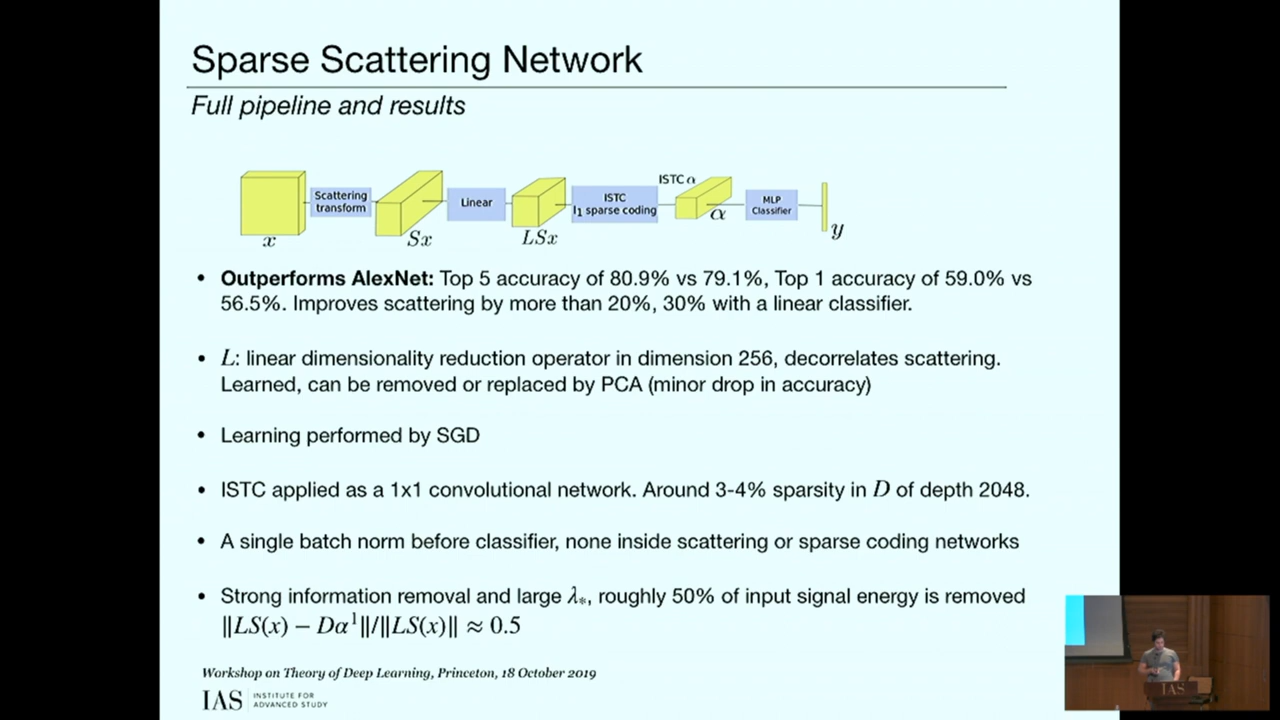 Sparse Scattering Network
Full pipeline and results
Scattering
transform
Linear
ISTC
l1 sparse coding
ISTC α
MLP
Classifier
x
Sx
LSx
α
y
• Outperforms AlexNet: Top 5 accuracy of 80.9% vs 79.1%, Top 1 accuracy of 59.0% vs
56.5%. Improves scattering by more than 20%, 30% with a linear classifier.
• L: linear dimensionality reduction operator in dimension 256, decorrelates scattering.
Learned, can be removed or replaced by PCA (minor drop in accuracy)
• Learning performed by SGD
• ISTC applied as a 1x1 convolutional network. Around 3-4% sparsity in D of depth 2048.
• A single batch norm before classifier, none inside scattering or sparse coding networks
• Strong information removal and large λ*, roughly 50% of input signal energy is removed
||LS(x) − Dα¹||/||LS(x)|| ≈ 0.5
Workshop on Theory of Deep Learning, Princeton, 18 October 2019
IAS
INSTITUTE FOR
ADVANCED STUDY
IAS